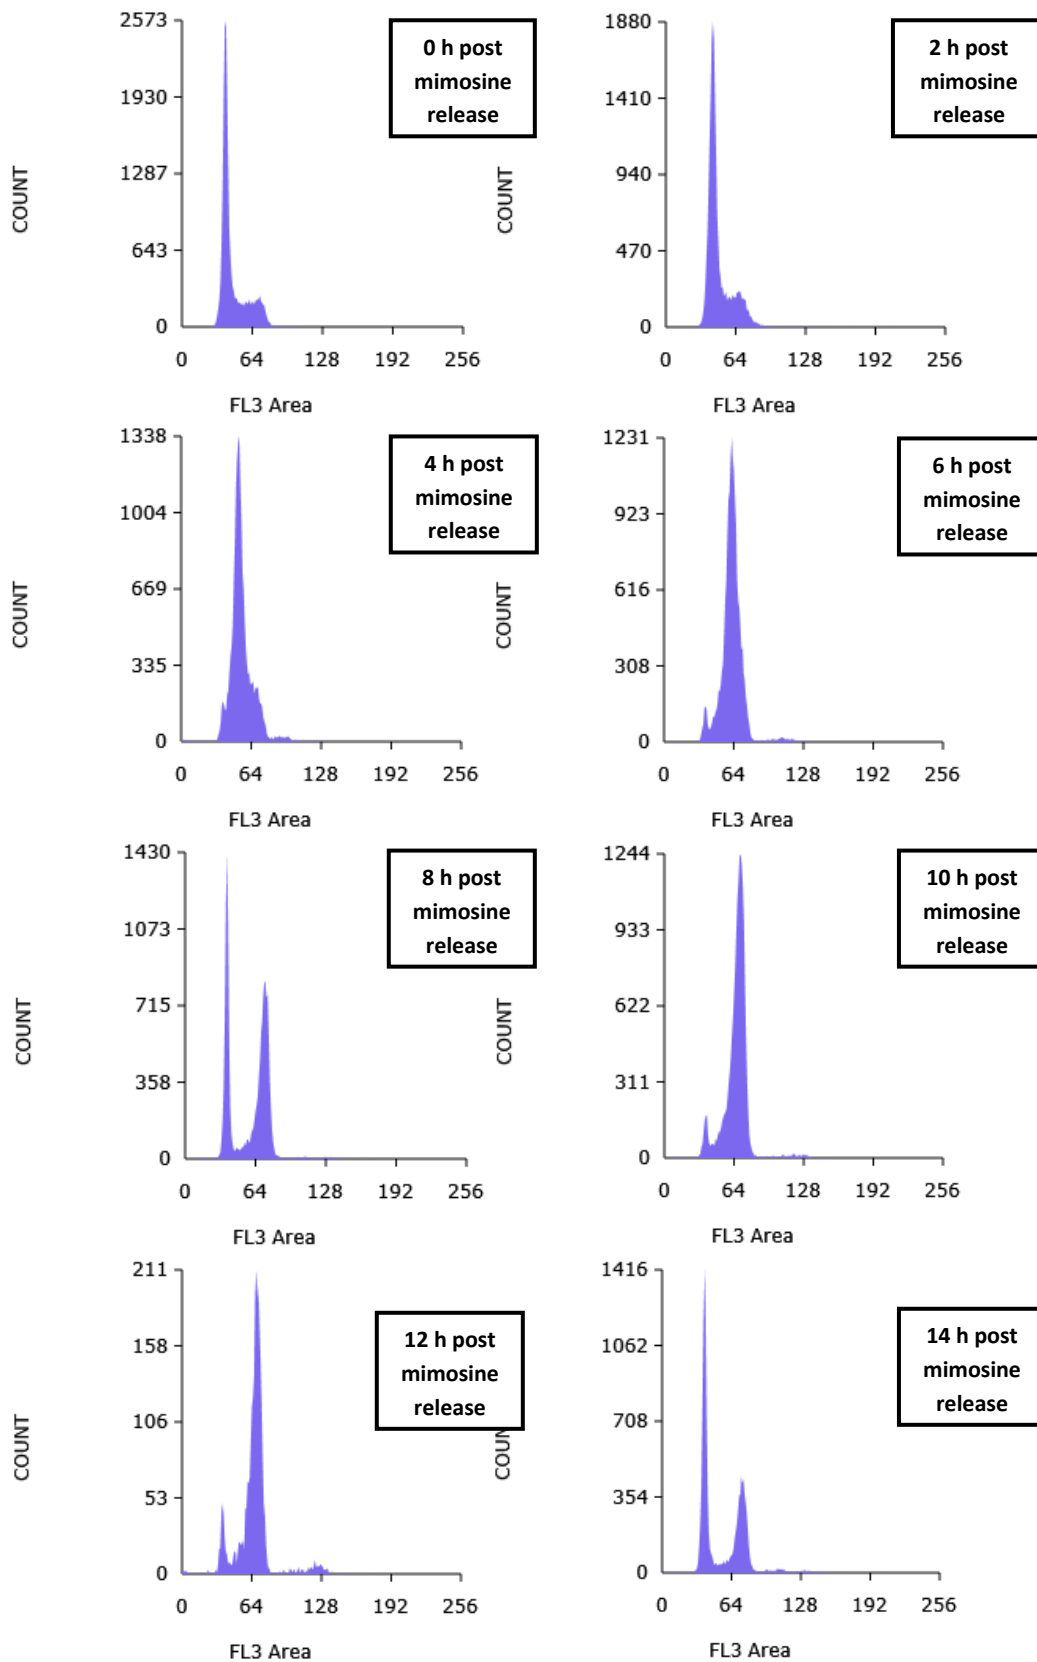 2573
1930
1287
643
0
COUNT
0 64 128 192 256
FL3 Area
0 h post
mimosine
release
1880
1410
940
470
0
COUNT
0 64 128 192 256
FL3 Area
2 h post
mimosine
release
1338
1004
669
335
0
COUNT
0 64 128 192 256
FL3 Area
4 h post
mimosine
release
1231
923
616
308
0
COUNT
0 64 128 192 256
FL3 Area
6 h post
mimosine
release
1430
1073
715
358
0
COUNT
0 64 128 192 256
FL3 Area
8 h post
mimosine
release
1244
933
622
311
0
COUNT
0 64 128 192 256
FL3 Area
10 h post
mimosine
release
211
158
106
53
0
COUNT
0 64 128 192 256
FL3 Area
12 h post
mimosine
release
1416
1062
708
354
0
COUN
0 64 128 192 256
FL3 Area
14 h post
mimosine
release